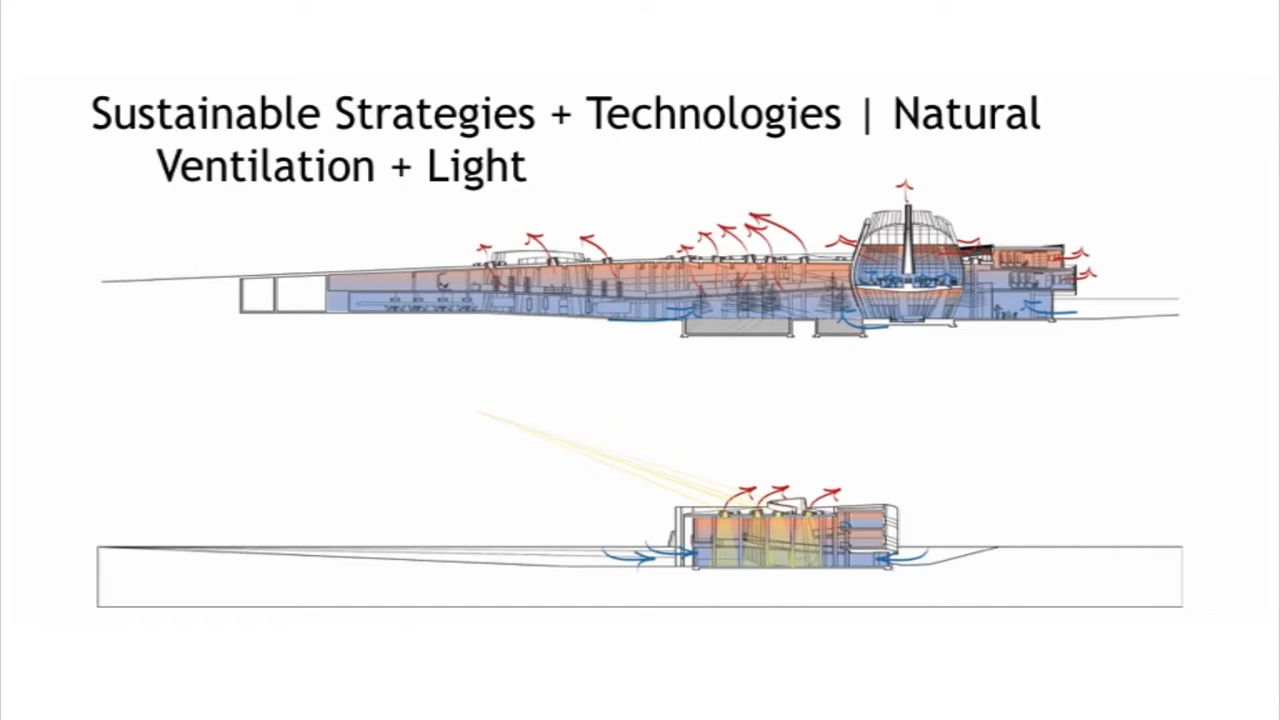 Sustainable Strategies + Technologies | Natural
Ventilation + Light